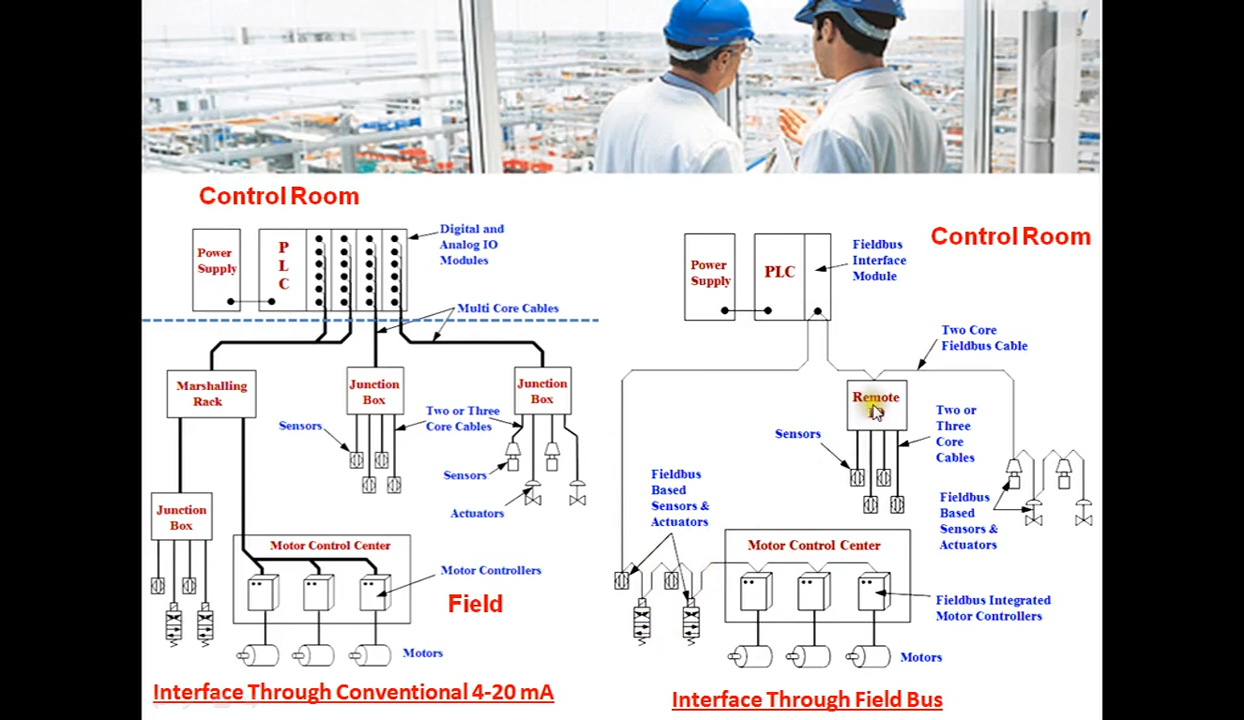 Control Room
Digital and
Analog IO
Modules
Power
Supply
P
L
C
Multi Core Cables
Marshalling
Rack
Junction
Box
Junction
Box
Two or Three
Core Cables
Sensors
Sensors
Actuators
Junction
Box
Motor Control Center
Motor Controllers
Field
Motors
Interface Through Conventional 4-20 mA
Control Room
Fieldbus
Interface
Module
Power
Supply
PLC
Two Core
Fieldbus Cable
Remote
Two or
Three
Core
Cables
Sensors
Fieldbus
Based
Sensors &
Actuators
Fieldbus
Based
Sensors &
Actuators
Motor Control Center
Fieldbus Integrated
Motor Controllers
Motors
Interface Through Field Bus